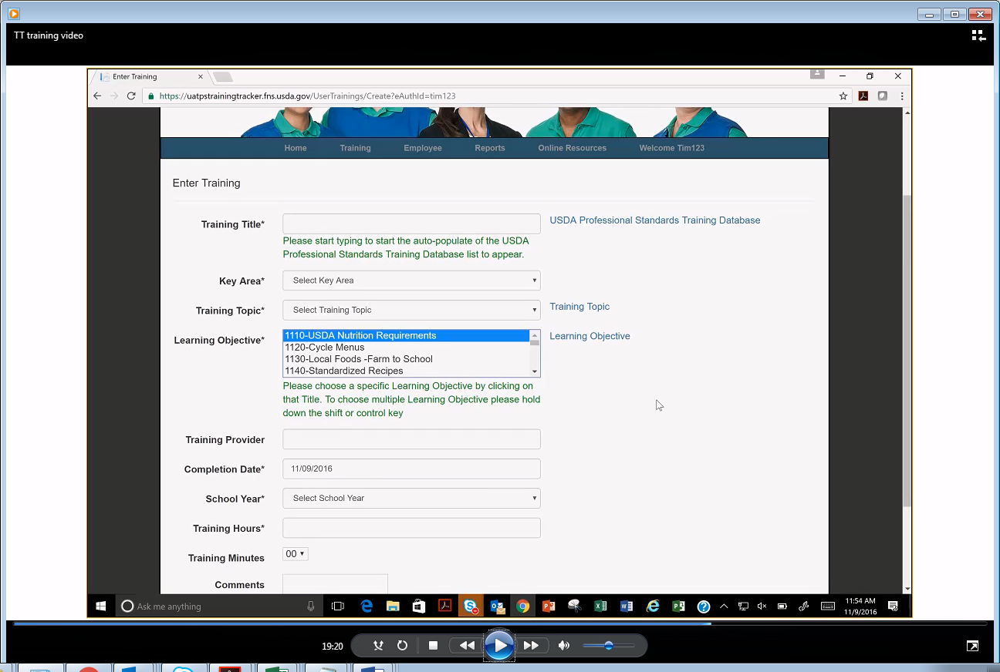 TT training video
Enter Training
https://uatpstrainingtracker.fns.usda.gov/UserTrainings/Create?eAuthId=tim123
Home Training Employee Reports Online Resources Welcome Tim123
Enter Training
Training Title* USDA Professional Standards Training Database
Please start typing to start the auto-populate of the USDA
Professional Standards Training Database list to appear.
Key Area* Select Key Area
Training Topic* Select Training Topic Training Topic
Learning Objective* 1110-USDA Nutrition Requirements Learning Objective
1120-Cycle Menus
1130-Local Foods -Farm to School
1140-Standardized Recipes
Please choose a specific Learning Objective by clicking on
that Title. To choose multiple Learning Objective please hold
down the shift or control key
Training Provider
Completion Date* 11/09/2016
School Year* Select School Year
Training Hours*
Training Minutes 00
Comments
Ask me anything
11:54 AM
11/9/2016
19:20